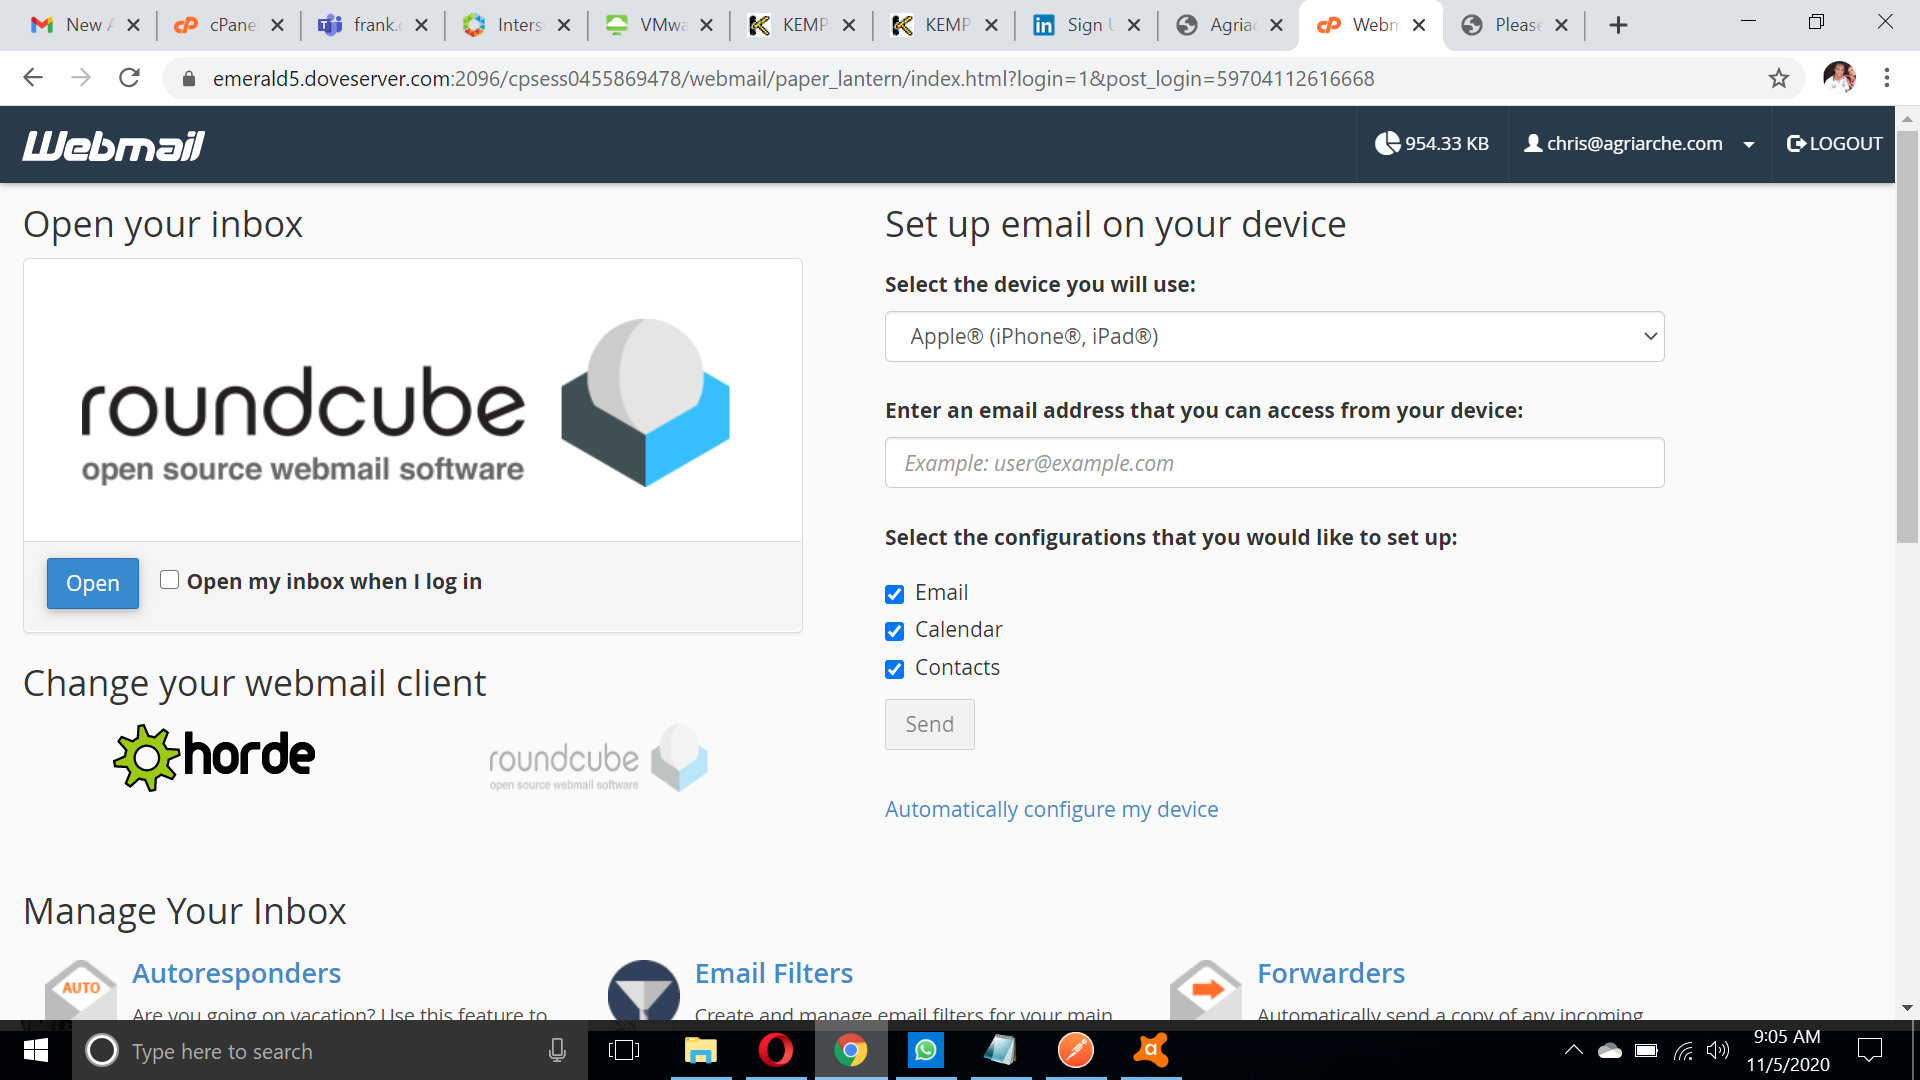 New A
cPane
frank.c
Inters
VMwa
KEMP
KEMP
Sign U
Agriac
Webm
Please
emerald5.doveserver.com:2096/cpsess0455869478/webmail/paper_lantern/index.html?login=1&post_login=59704112616668
Webmail
954.33 KB
chris@agriarche.com
LOGOUT
Open your inbox
roundcube
open source webmail software
Open
Open my inbox when I log in
Change your webmail client
horde
roundcube
open source webmail software
Set up email on your device
Select the device you will use:
Apple® (iPhone®, iPad®)
Enter an email address that you can access from your device:
Example: user@example.com
Select the configurations that you would like to set up:
Email
Calendar
Contacts
Send
Automatically configure my device
Manage Your Inbox
AUTO
Autoresponders
Are you going on vacation? Use this feature to
Email Filters
Create and manage email filters for your main
Forwarders
Automatically send a copy of any incoming
Type here to search
9:05 AM
11/5/2020